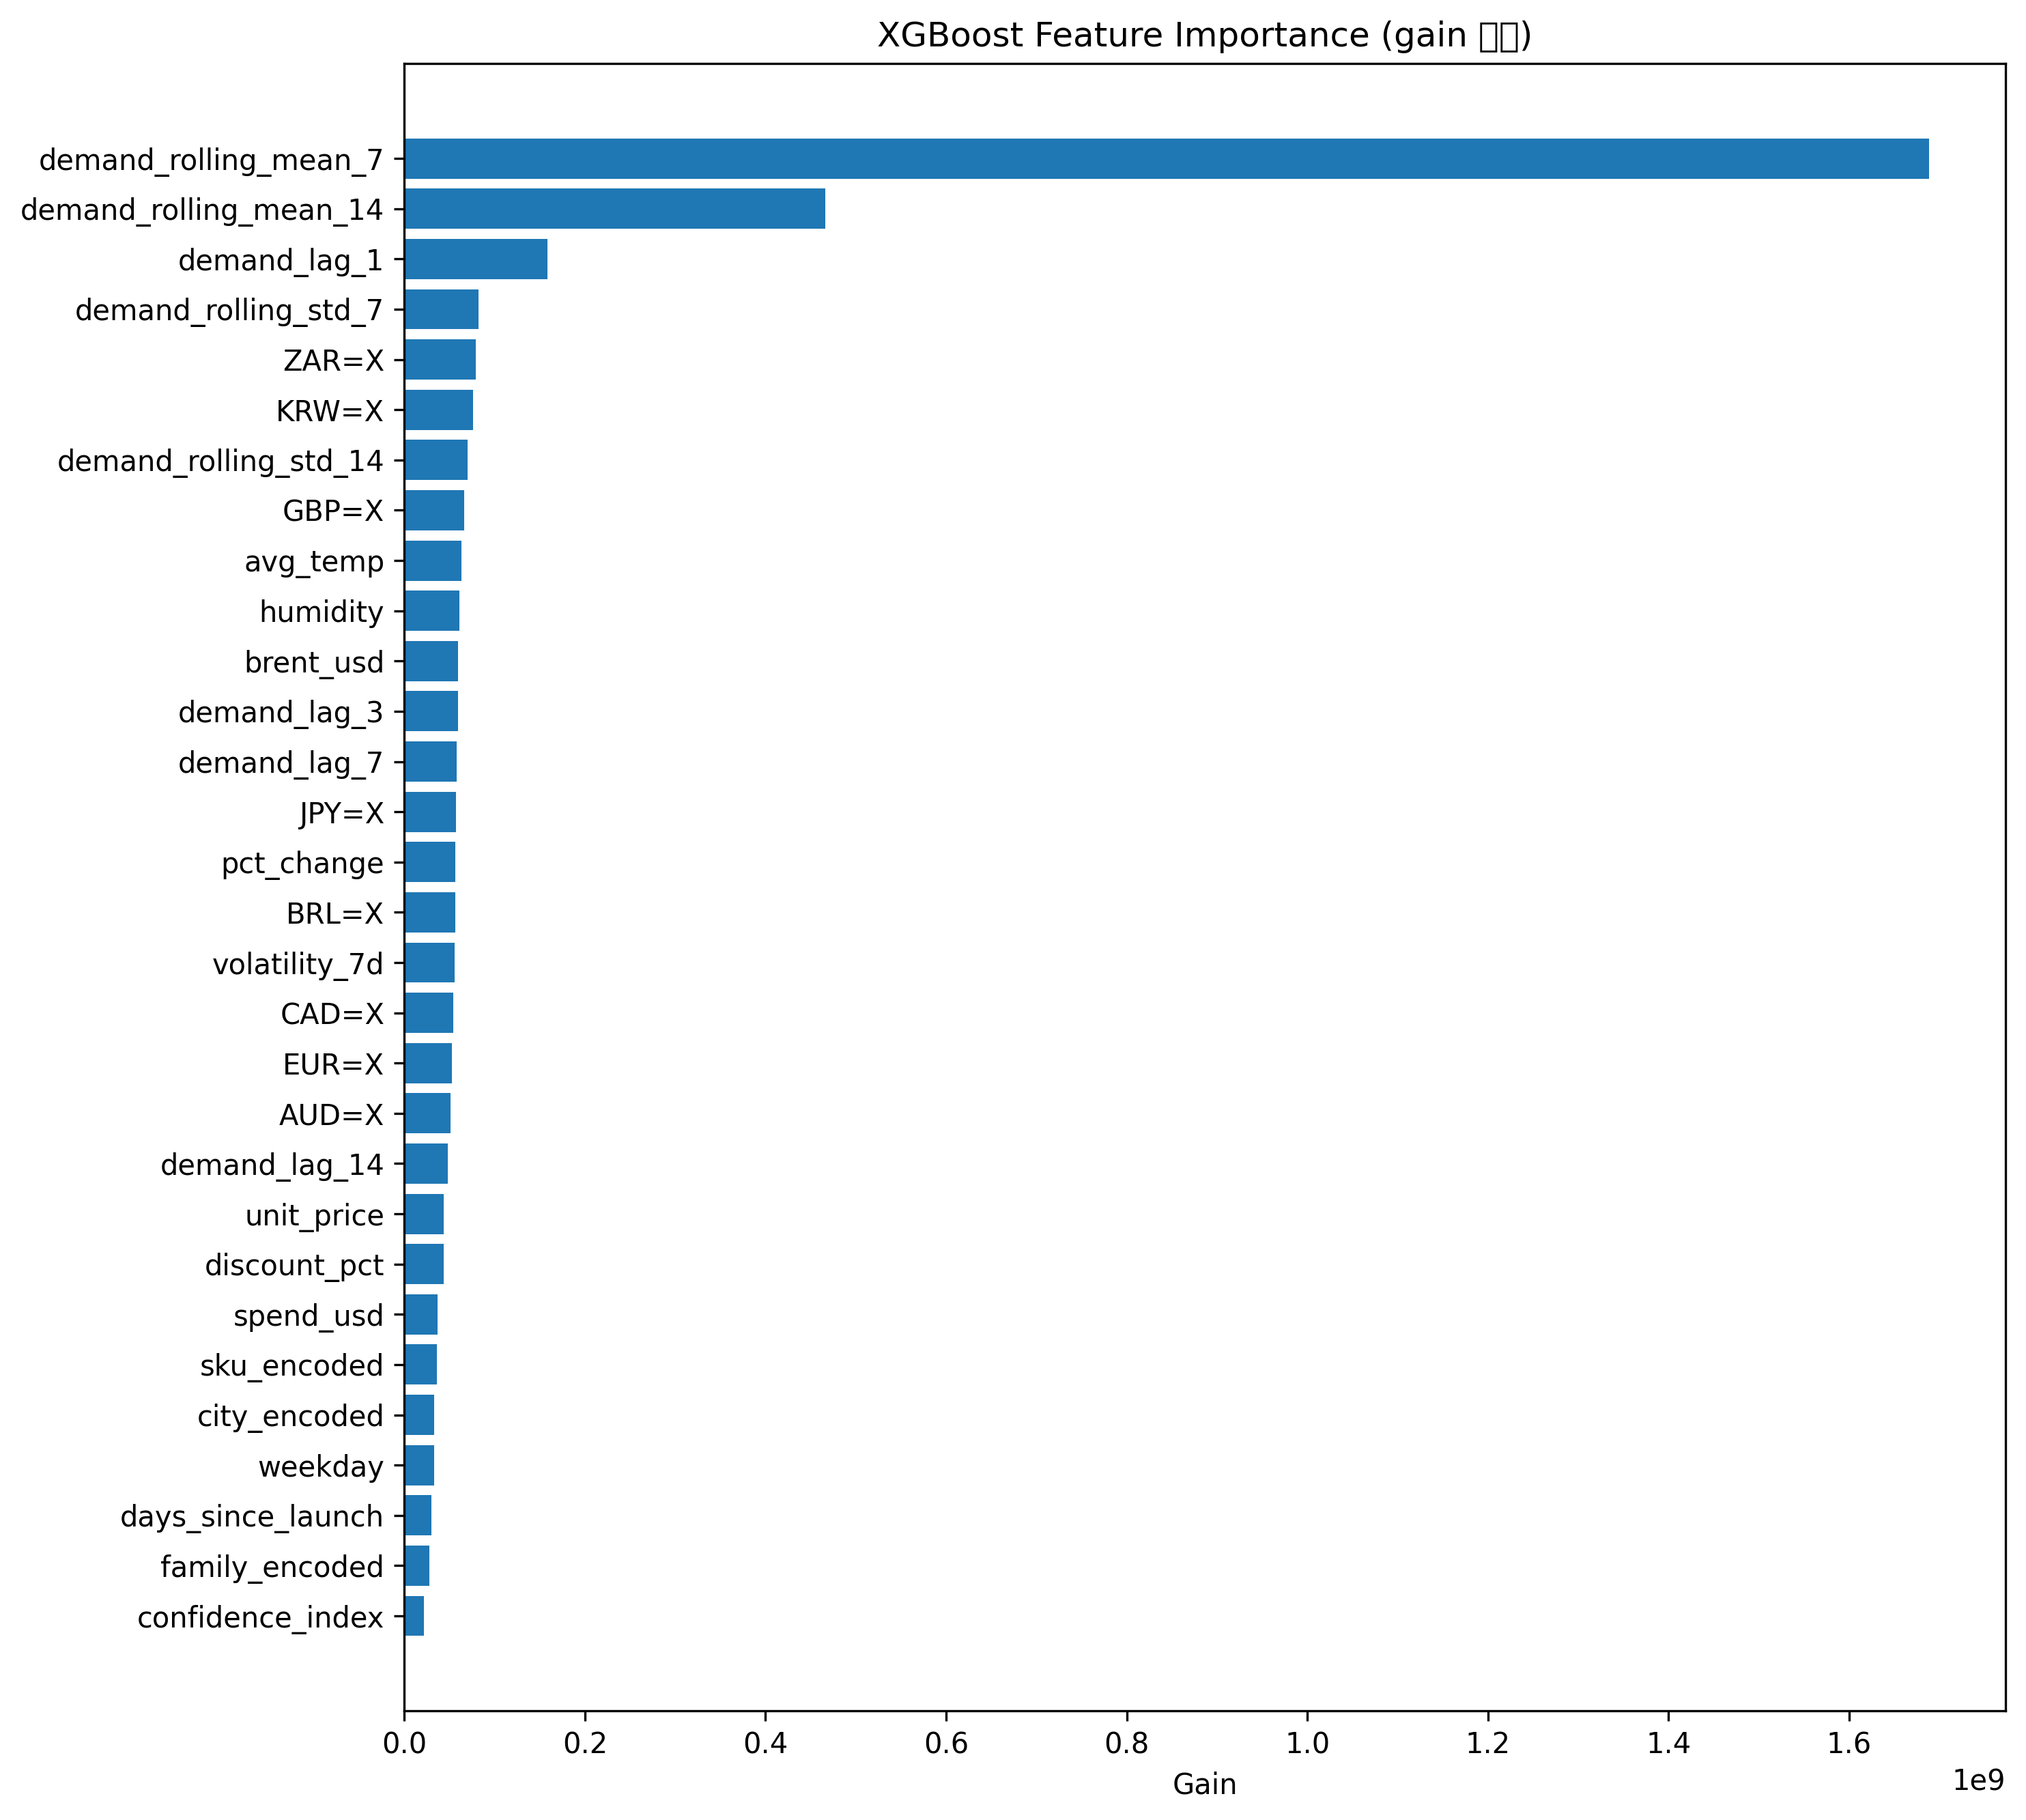 XGBoost Feature Importance (gain □□)
demand_rolling_mean_7
demand_rolling_mean_14
demand_lag_1
demand_rolling_std_7
ZAR=X
KRW=X
demand_rolling_std_14
GBP=X
avg_temp
humidity
brent_usd
demand_lag_3
demand_lag_7
JPY=X
pct_change
BRL=X
volatility_7d
CAD=X
EUR=X
AUD=X
demand_lag_14
unit_price
discount_pct
spend_usd
sku_encoded
city_encoded
weekday
days_since_launch
family_encoded
confidence_index
0.0 0.2 0.4 0.6 0.8 1.0 1.2 1.4 1.6
1e9
Gain